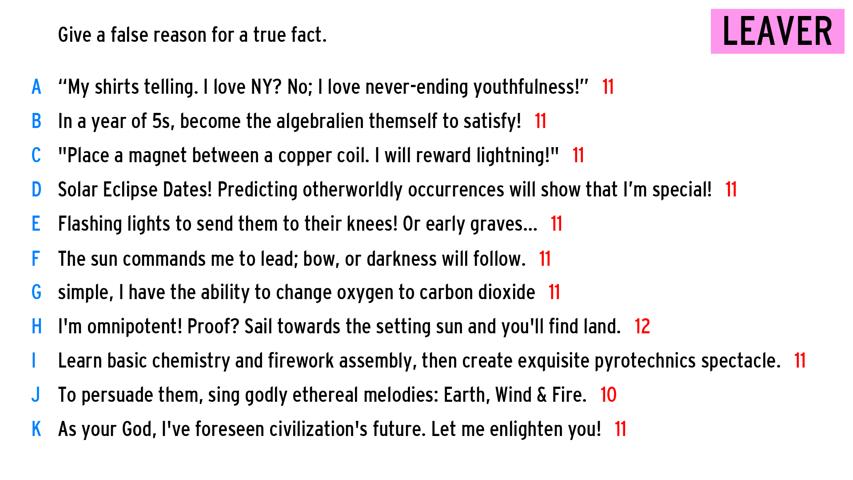 Give a false reason for a true fact.
LEAVER
A “My shirts telling. I love NY? No; I love never-ending youthfulness!” 11
B In a year of 5s, become the algebralien themself to satisfy! 11
C "Place a magnet between a copper coil. I will reward lightning!" 11
D Solar Eclipse Dates! Predicting otherworldly occurrences will show that I’m special! 11
E Flashing lights to send them to their knees! Or early graves... 11
F The sun commands me to lead; bow, or darkness will follow. 11
G simple, I have the ability to change oxygen to carbon dioxide 11
H I'm omnipotent! Proof? Sail towards the setting sun and you'll find land. 12
I Learn basic chemistry and firework assembly, then create exquisite pyrotechnics spectacle. 11
J To persuade them, sing godly ethereal melodies: Earth, Wind & Fire. 10
K As your God, I've foreseen civilization's future. Let me enlighten you! 11